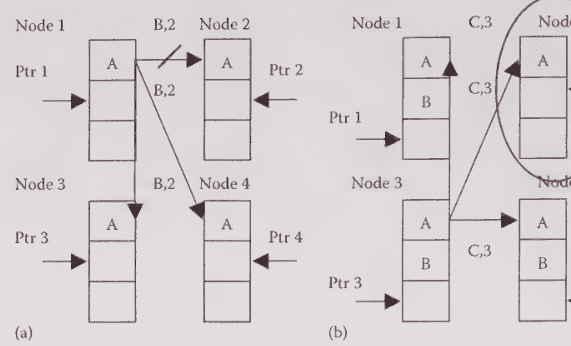 Node 1
B,2
Node 2
A
A
Ptr 1
B,2
Ptr 2
Node 3
B,2
Node 4
A
A
Ptr 3
Ptr 4
(a)
Node 1
C,3
A
A
B
C,3
Ptr 1
Node 3
A
A
B
B
C,3
Ptr 3
(b)